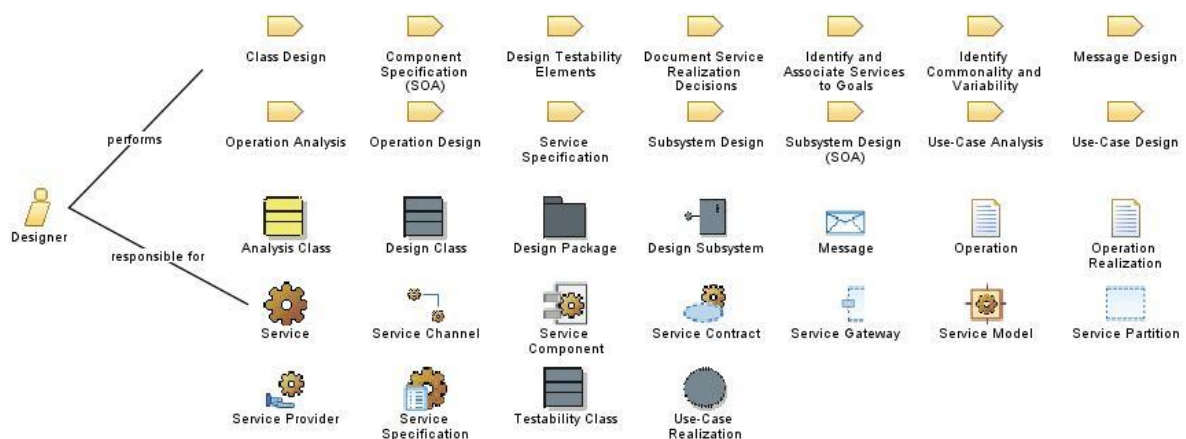 Class Design
Component
Specification
(SOA)
Design Testability
Elements
Document Service
Realization
Decisions
Identify and
Associate Services
to Goals
Identify
Commonality and
Variability
Message Design
performs
Operation Analysis
Operation Design
Service
Specification
Subsystem Design
Subsystem Design
(SOA)
Use-Case Analysis
Use-Case Design
Designer
responsible for
Analysis Class
Design Class
Design Package
Design Subsystem
Message
Operation
Operation
Realization
Service
Service Channel
Service
Component
Service Contract
Service Gateway
Service Model
Service Partition
Service Provider
Service
Specification
Testability Class
Use-Case
Realization